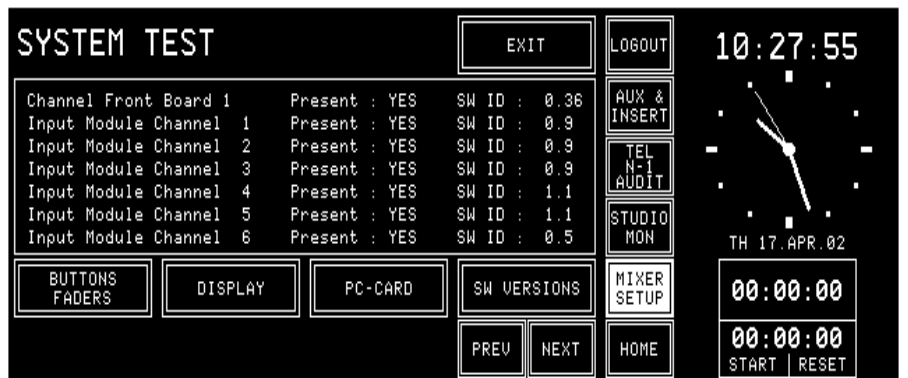 SYSTEM TEST
EXIT
LOGOUT
10:27:55
Channel Front Board 1 Present : YES SW ID : 0.36
Input Module Channel 1 Present : YES SW ID : 0.9
Input Module Channel 2 Present : YES SW ID : 0.9
Input Module Channel 3 Present : YES SW ID : 0.9
Input Module Channel 4 Present : YES SW ID : 1.1
Input Module Channel 5 Present : YES SW ID : 1.1
Input Module Channel 6 Present : YES SW ID : 0.5
AUX &
INSERT
TEL
N-1
AUDIT
STUDIO
MON
TH 17.APR.02
BUTTONS
FADERS
DISPLAY
PC-CARD
SW VERSIONS
MIXER
SETUP
00:00:00
PREV
NEXT
HOME
00:00:00
START RESET